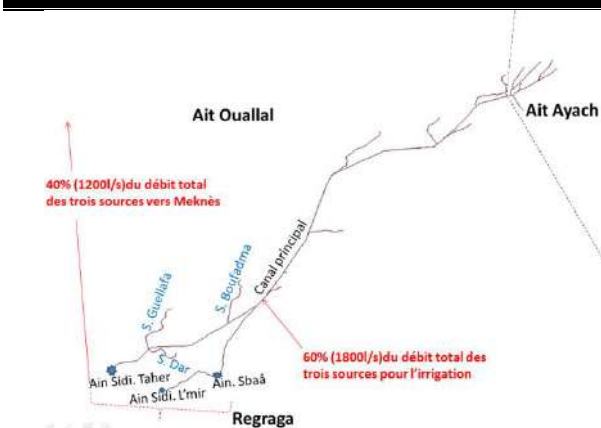 Ait Ouallal
Ait Ayach
40% (1200l/s)du débit total
des trois sources vers Meknès
Canal principal
S. Boufadma
S. Guellafa
S. Dar
60% (1800l/s)du débit total des
trois sources pour l'irrigation
Ain Sidi. Taher
Ain. Sbaâ
Ain Sidi. L'mir
Regraga